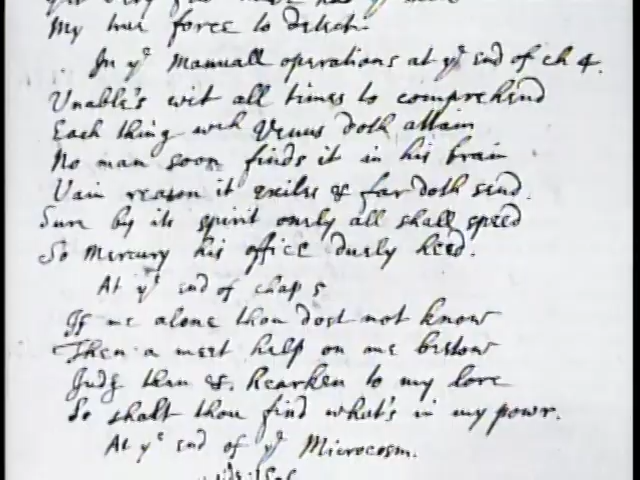 My true force to detect.
In ye Manuall operations at ye end of ch 4.
Unable's wit all times to comprehend
Each thing wch Venus doth attain
No man soon finds it in his brain
Vain reason it exiles & far doth send.
Sure by its spirit onely all shall speed
So Mercury his office duely heed.
At ye end of chap 5
If me alone thou dost not know
Then a meet help on me bestow
Judg then &. hearken to my lore
So shalt thou find what's in my powr.
At ye end of ye Microcosm.